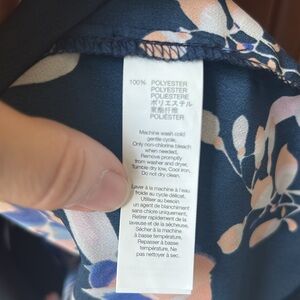 100% POLYESTER
POLYESTER
POLIÉSTERE
ポリエステル
聚酯纤维
POLIÉSTER
Machine wash cold
gentle cycle,
Only non-chlorine bleach
when needed,
Remove promptly
from washer and dryer,
Tumble dry low, Cool iron,
Do not dry clean.
Laver à la machine à l'eau
froide au cycle délicat.
Utiliser au besoin
un agent de blanchiment
sans chlore uniquement,
Retirer rapidement de la
laveuse et de la sécheuse,
Sécher à la machine à
basse température,
Repasser à basse
température, Ne
pas nettoyer à sec.